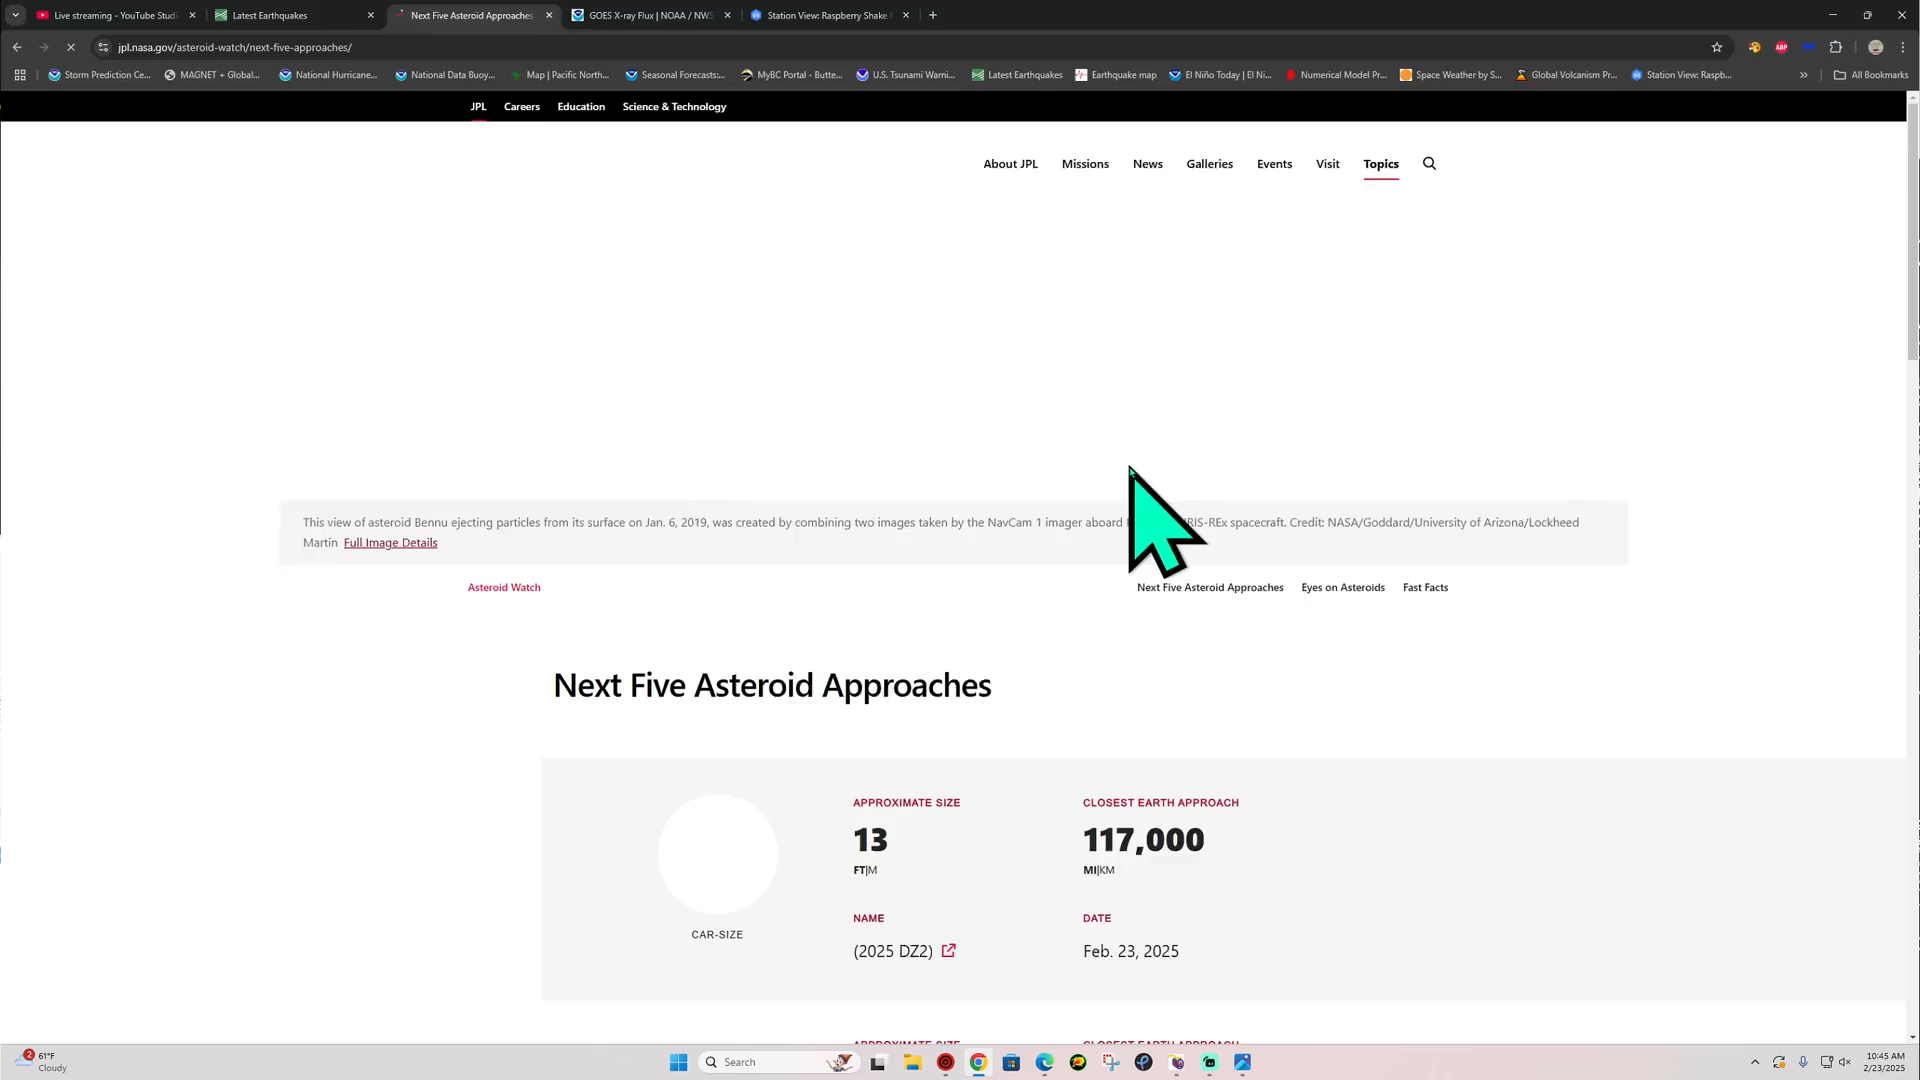 Live streaming - YouTube Studi
Latest Earthquakes
Next Five Asteroid Approaches
GOES X-ray Flux | NOAA / NWS
Station View: Raspberry Shake
jpl.nasa.gov/asteroid-watch/next-five-approaches/
ABP
Storm Prediction Ce...
MAGNET + Global...
National Hurricane...
National Data Buoy...
Map | Pacific North...
Seasonal Forecasts:...
MyBC Portal - Butte...
U.S. Tsunami Warni...
Latest Earthquakes
Earthquake map
El Niño Today | El Ni...
Numerical Model Pr...
Space Weather by S...
Global Volcanism Pr...
Station View: Raspb...
All Bookmarks
JPL
Careers
Education
Science & Technology
About JPL
Missions
News
Galleries
Events
Visit
Topics
This view of asteroid Bennu ejecting particles from its surface on Jan. 6, 2019, was created by combining two images taken by the NavCam 1 imager aboard RIS-REx spacecraft. Credit: NASA/Goddard/University of Arizona/Lockheed
Martin Full Image Details
Asteroid Watch
Next Five Asteroid Approaches
Eyes on Asteroids
Fast Facts
Next Five Asteroid Approaches
APPROXIMATE SIZE
CLOSEST EARTH APPROACH
13
117,000
FT|M
MI|KM
NAME
DATE
CAR-SIZE
(2025 DZ2)
Feb. 23, 2025
APPROXIMATE SIZE
CLOSEST EARTH APPROACH
2
61°F
Cloudy
Search
10:45 AM
2/23/2025